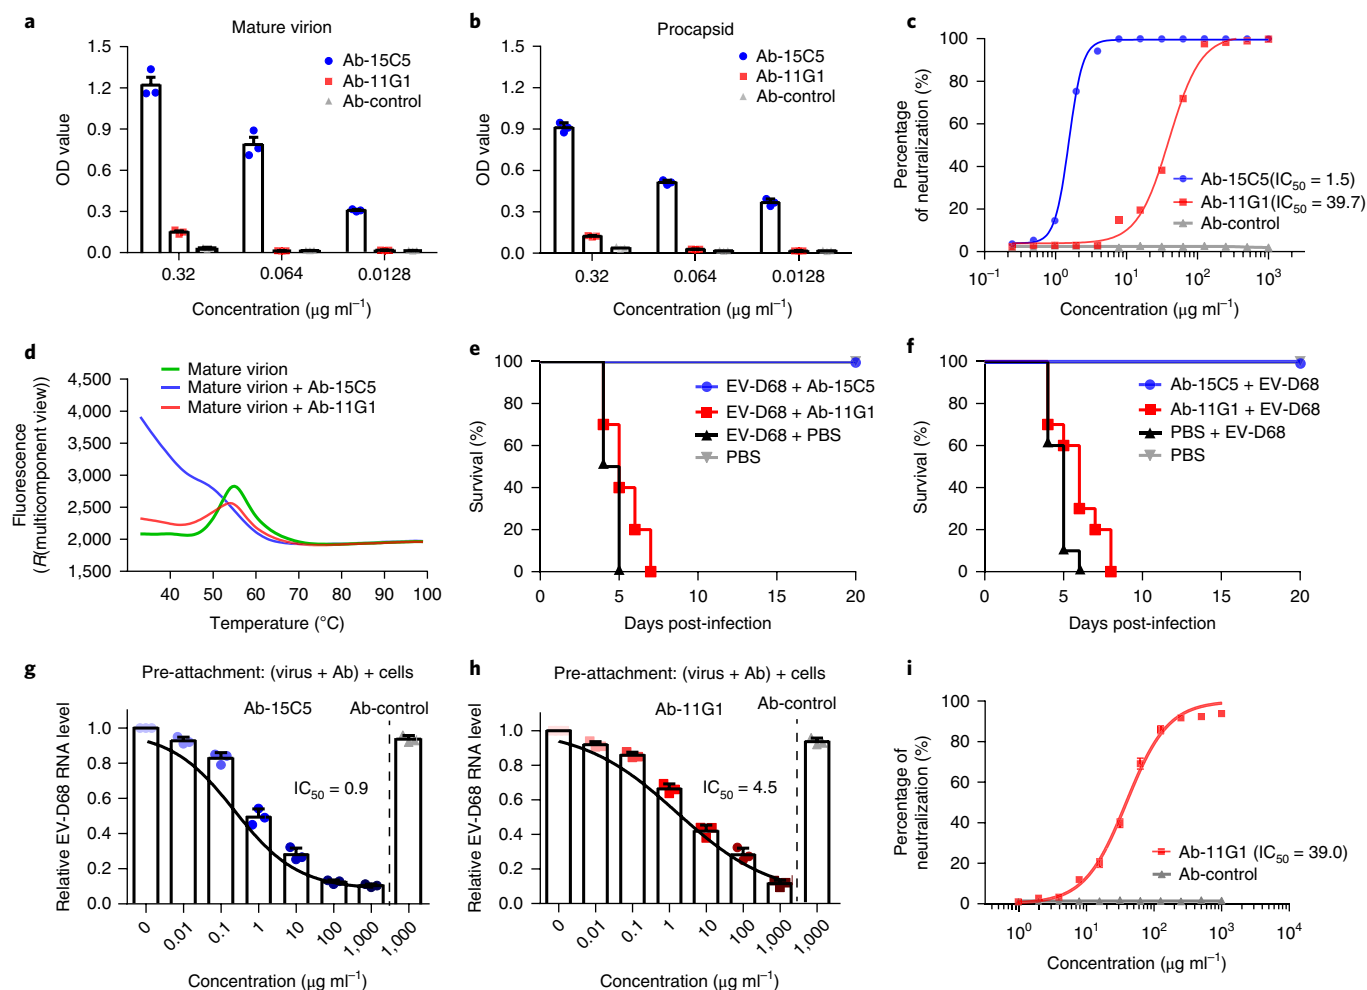 a
Mature virion
1.5
1.2
0.9
0.6
0.3
0.0
OD value
Ab-15C5
Ab-11G1
Ab-control
0.32
0.064
0.0128
Concentration (μg ml⁻¹)
b
Procapsid
1.5
1.2
0.9
0.6
0.3
0.0
OD value
Ab-15C5
Ab-11G1
Ab-control
0.32
0.064
0.0128
Concentration (μg ml⁻¹)
c
100
80
60
40
20
0
Percentage
of neutralization (%)
Ab-15C5(IC₅₀ = 1.5)
Ab-11G1(IC₅₀ = 39.7)
Ab-control
10⁻¹
10⁰
10¹
10²
10³
Concentration (μg ml⁻¹)
d
4,500
4,000
3,500
3,000
2,500
2,000
1,500
Fluorescence
(R(multicomponent view))
Mature virion
Mature virion + Ab-15C5
Mature virion + Ab-11G1
40
50
60
70
80
90
100
Temperature (°C)
e
100
80
60
40
20
0
Survival (%)
EV-D68 + Ab-15C5
EV-D68 + Ab-11G1
EV-D68 + PBS
PBS
0
5
10
15
20
Days post-infection
f
100
80
60
40
20
0
Survival (%)
Ab-15C5 + EV-D68
Ab-11G1 + EV-D68
PBS + EV-D68
PBS
0
5
10
15
20
Days post-infection
g
Pre-attachment: (virus + Ab) + cells
Ab-15C5
Ab-control
1.0
0.8
0.6
0.4
0.2
0.0
Relative EV-D68 RNA level
IC₅₀ = 0.9
0
0.01
0.1
1
10
100
1,000
1,000
Concentration (μg ml⁻¹)
h
Pre-attachment: (virus + Ab) + cells
Ab-11G1
Ab-control
1.0
0.8
0.6
0.4
0.2
0.0
Relative EV-D68 RNA level
IC₅₀ = 4.5
0
0.01
0.1
1
10
100
1,000
1,000
Concentration (μg ml⁻¹)
i
100
80
60
40
20
0
Percentage of
neutralization (%)
Ab-11G1 (IC₅₀ = 39.0)
Ab-control
10⁰
10¹
10²
10³
10⁴
Concentration (μg ml⁻¹)